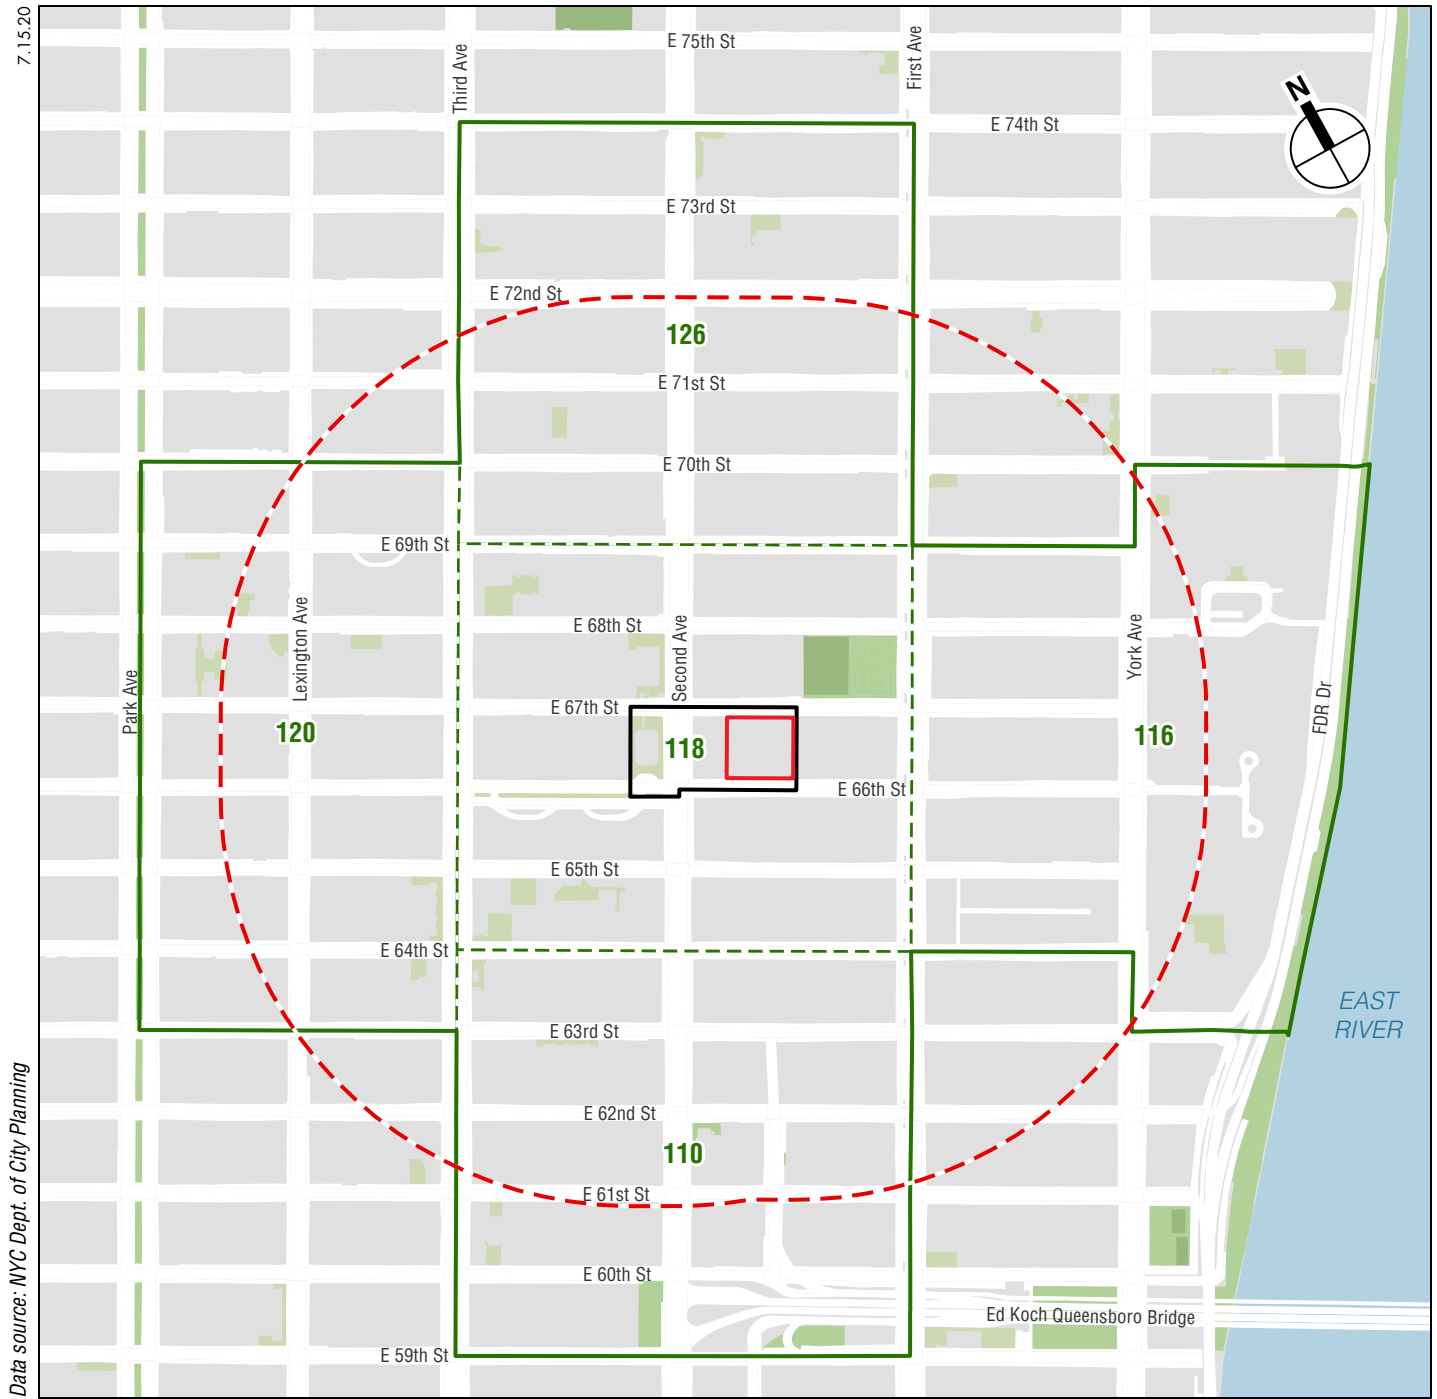 7.15.20
E 75th St
Third Ave
First Ave
N
E 74th St
E 73rd St
E 72nd St
126
E 71st St
E 70th St
E 69th St
E 68th St
Lexington Ave
Second Ave
York Ave
Park Ave
E 67th St
FDR Dr
120
118
116
E 66th St
E 65th St
E 64th St
EAST
RIVER
E 63rd St
E 62nd St
110
E 61st St
E 60th St
Ed Koch Queensboro Bridge
E 59th St
Data source: NYC Dept. of City Planning